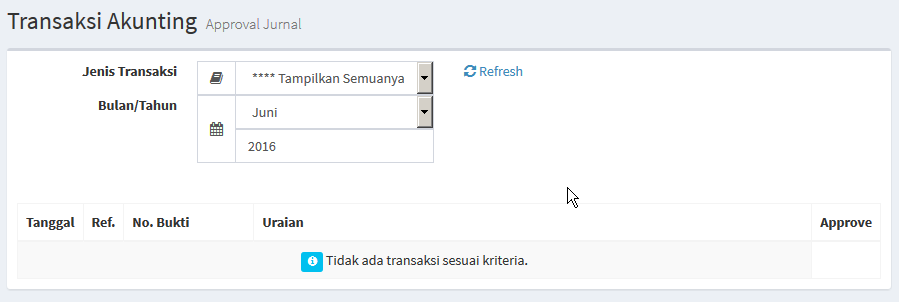 Transaksi Akunting Approval Jurnal
Jenis Transaksi **** Tampilkan Semuanya Refresh
Bulan/Tahun Juni
2016
Tanggal Ref. No. Bukti Uraian Approve
Tidak ada transaksi sesuai kriteria.